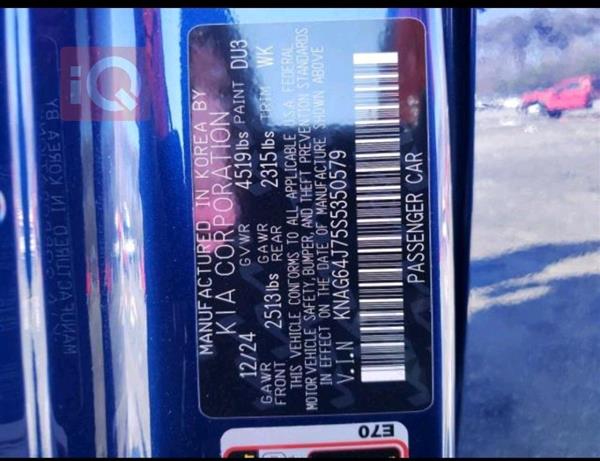 iQ
MANUFACTURED IN KOREA BY
KIA CORPORATION
12/24 GVWR 4519lbs PAINT DU3
GAWR FRONT 2513lbs GAWR REAR 2315lbs TRIM WK
THIS VEHICLE CONFORMS TO ALL APPLICABLE U.S.A FEDERAL
MOTOR VEHICLE SAFETY, BUMPER AND THEFT PREVENTION STANDARDS
IN EFFECT ON THE DATE OF MANUFACTURE SHOWN ABOVE
V.I.N KNAG64J75S5350579
PASSENGER CAR
E70